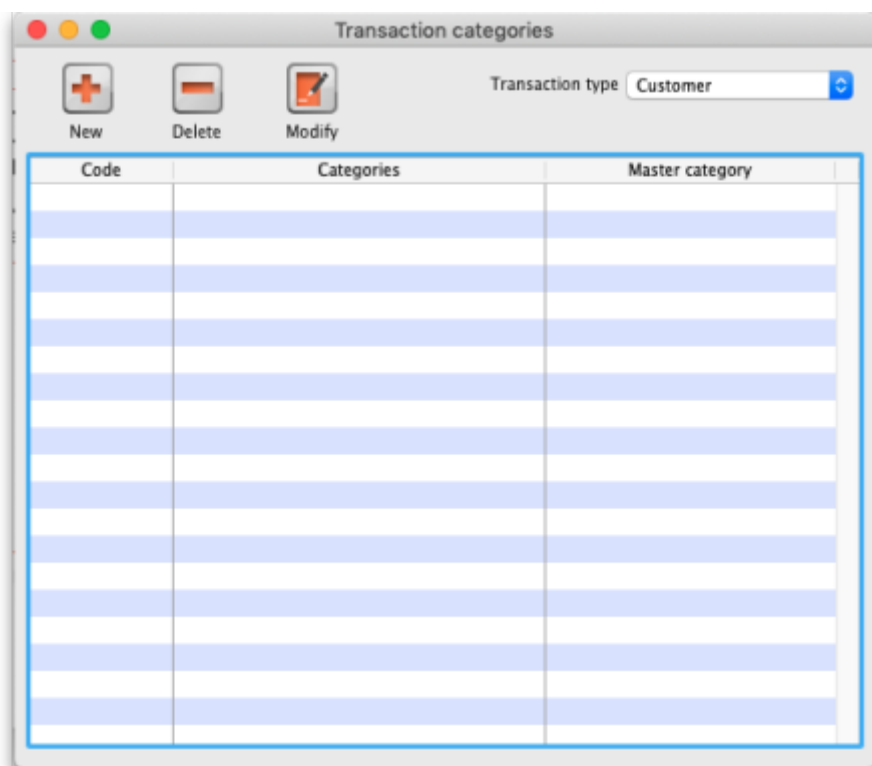 Transaction categories
Transaction type Customer
New Delete Modify
Code Categories Master category